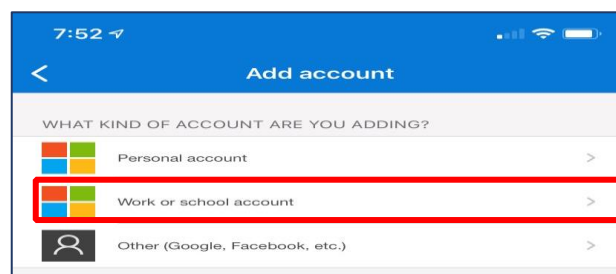 7:52
Add account
WHAT KIND OF ACCOUNT ARE YOU ADDING?
Personal account
Work or school account
Other (Google, Facebook, etc.)